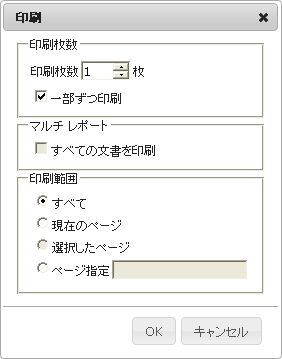 印刷
印刷枚数
印刷枚数 1 枚
一部ずつ印刷
マルチ レポート
すべての文書を印刷
印刷範囲
すべて
現在のページ
選択したページ
ページ指定
OK キャンセル